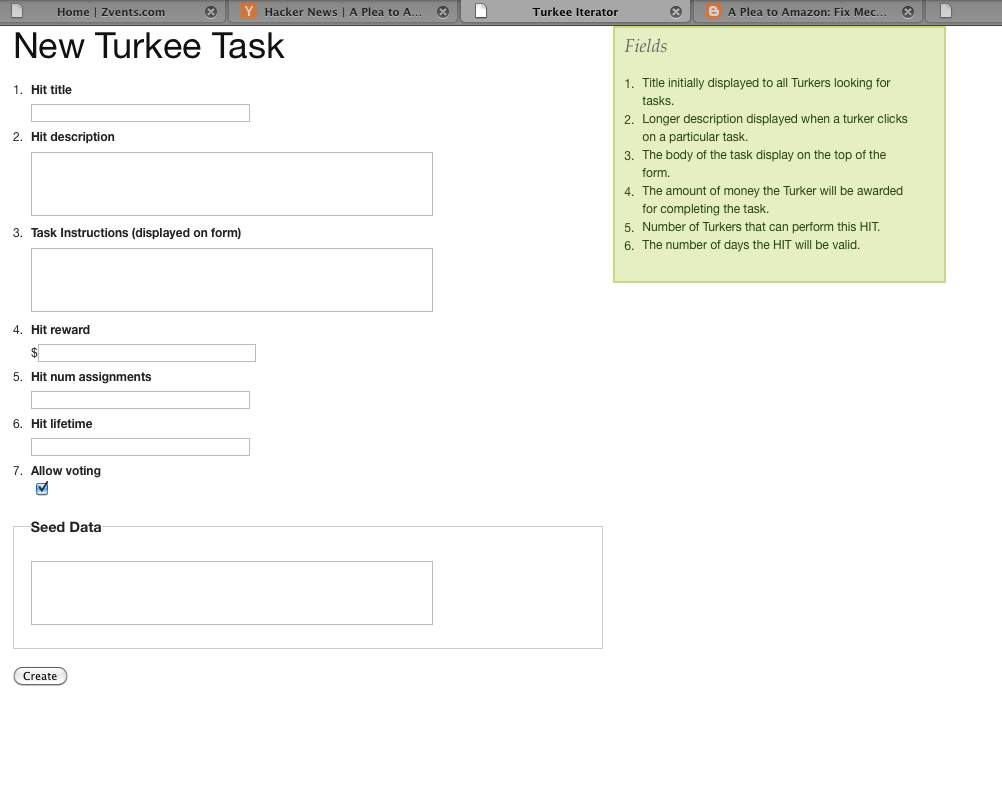 Home | Zvents.com
Hacker News | A Plea to A...
Turkee Iterator
A Plea to Amazon: Fix Mec...
New Turkee Task
1. Hit title
2. Hit description
3. Task Instructions (displayed on form)
4. Hit reward
$
5. Hit num assignments
6. Hit lifetime
7. Allow voting
Seed Data
Create
Fields
1. Title initially displayed to all Turkers looking for
tasks.
2. Longer description displayed when a turker clicks
on a particular task.
3. The body of the task display on the top of the
form.
4. The amount of money the Turker will be awarded
for completing the task.
5. Number of Turkers that can perform this HIT.
6. The number of days the HIT will be valid.